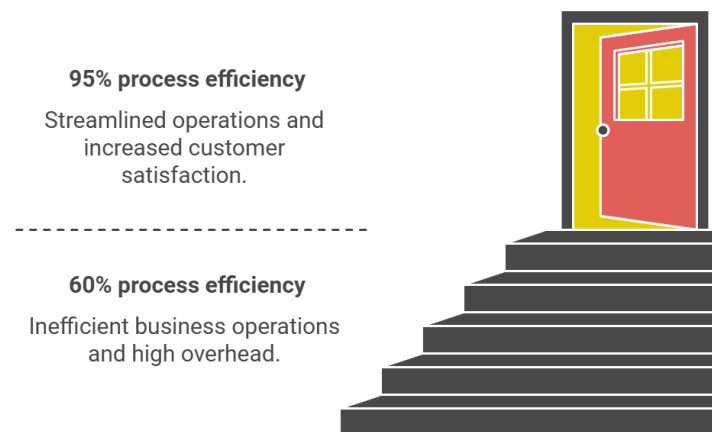 95% process efficiency
Streamlined operations and
increased customer
satisfaction.
60% process efficiency
Inefficient business operations
and high overhead.